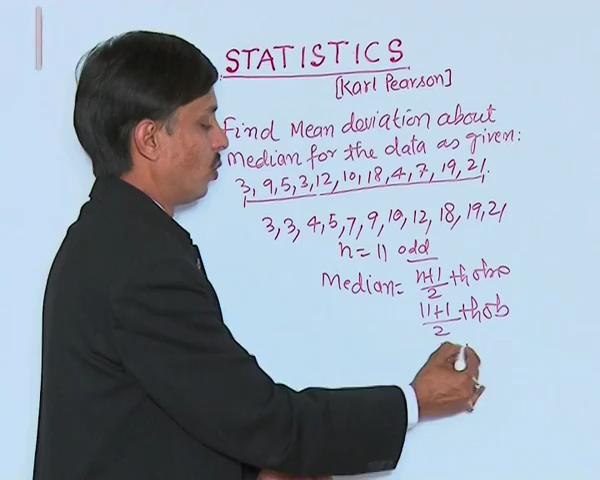 STATISTICS
[Karl Pearson]
Find Mean deviation about
Median for the data as given:
3, 9, 5, 3, 12, 10, 18, 4, 7, 19, 21
3, 3, 4, 5, 7, 9, 10, 12, 18, 19, 21
n = 11 odd
Median = n+1/2 th obs
11+1/2 th ob